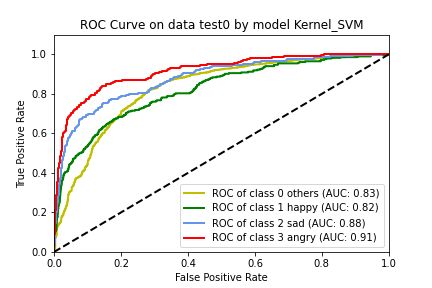 ROC Curve on data test0 by model Kernel_SVM
True Positive Rate
1.0
0.8
0.6
0.4
0.2
0.0
ROC of class 0 others (AUC: 0.83)
ROC of class 1 happy (AUC: 0.82)
ROC of class 2 sad (AUC: 0.88)
ROC of class 3 angry (AUC: 0.91)
0.0 0.2 0.4 0.6 0.8 1.0
False Positive Rate